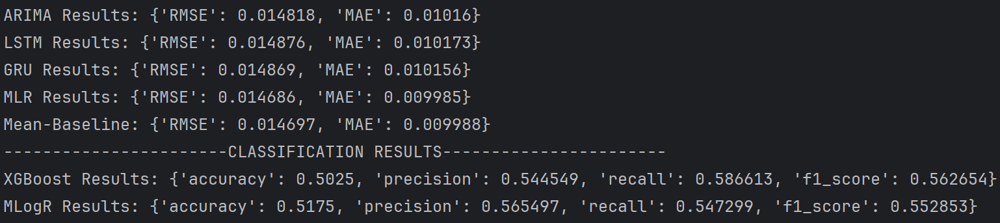 ARIMA Results: {'RMSE': 0.014818, 'MAE': 0.01016}
LSTM Results: {'RMSE': 0.014876, 'MAE': 0.010173}
GRU Results: {'RMSE': 0.014869, 'MAE': 0.010156}
MLR Results: {'RMSE': 0.014686, 'MAE': 0.009985}
Mean-Baseline: {'RMSE': 0.014697, 'MAE': 0.009988}
-----------------------CLASSIFICATION RESULTS-----------------------
XGBoost Results: {'accuracy': 0.5025, 'precision': 0.544549, 'recall': 0.586613, 'f1_score': 0.562654}
MLogR Results: {'accuracy': 0.5175, 'precision': 0.565497, 'recall': 0.547299, 'f1_score': 0.552853}